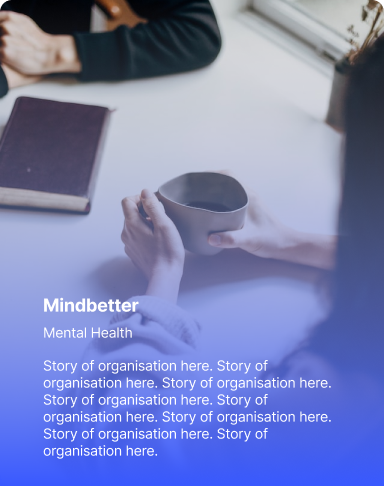 Mindbetter
Mental Health
Story of organisation here. Story of
organisation here. Story of organisation here.
Story of organisation here. Story of
organisation here. Story of organisation here.
Story of organisation here. Story of
organisation here.